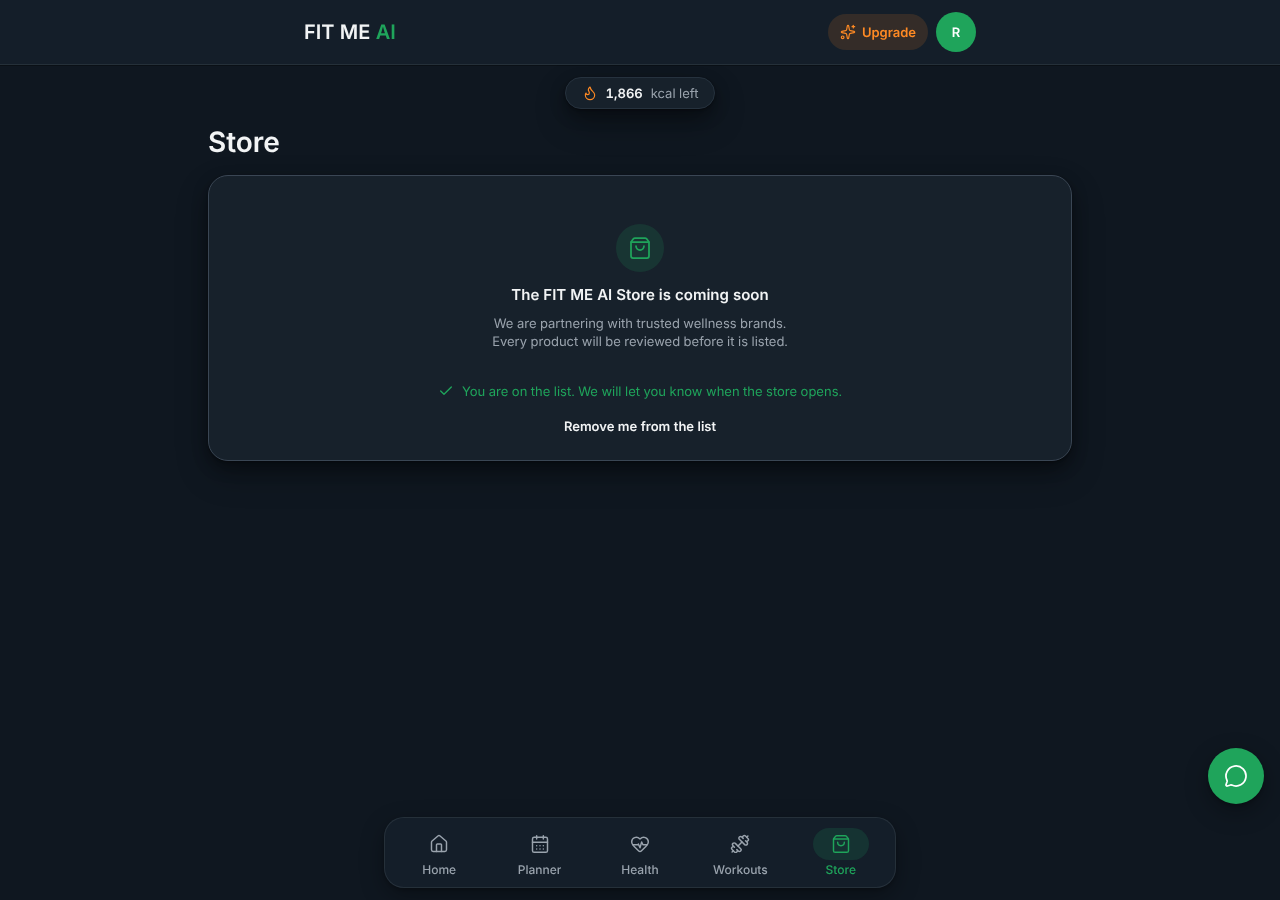 FIT ME AI
Upgrade
R
1,866 kcal left
Store
The FIT ME AI Store is coming soon
We are partnering with trusted wellness brands.
Every product will be reviewed before it is listed.
You are on the list. We will let you know when the store opens.
Remove me from the list
Home
Planner
Health
Workouts
Store